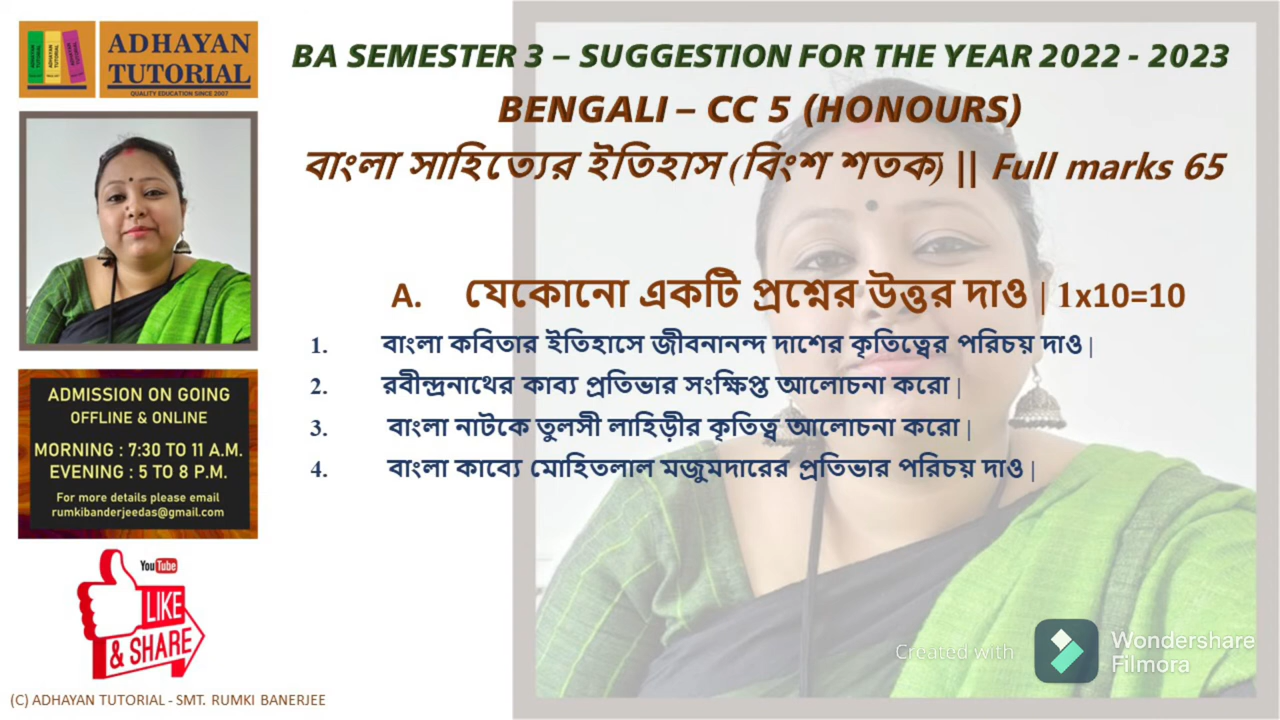 ADHAYAN
TUTORIAL
QUALITY EDUCATION SINCE 2007
BA SEMESTER 3 – SUGGESTION FOR THE YEAR 2022 - 2023
BENGALI – CC 5 (HONOURS)
বাংলা সাহিত্যের ইতিহাস (বিংশ শতক) || Full marks 65
A. যেকোনো একটি প্রশ্নের উত্তর দাও | 1x10=10
1. বাংলা কবিতার ইতিহাসে জীবনানন্দ দাশের কৃতিত্বের পরিচয় দাও |
2. রবীন্দ্রনাথের কাব্য প্রতিভার সংক্ষিপ্ত আলোচনা করো |
3. বাংলা নাটকে তুলসী লাহিড়ীর কৃতিত্ব আলোচনা করো |
4. বাংলা কাব্যে মোহিতলাল মজুমদারের প্রতিভার পরিচয় দাও |
ADMISSION ON GOING
OFFLINE & ONLINE
MORNING : 7:30 TO 11 A.M.
EVENING : 5 TO 8 P.M.
For more details please email
rumkibanderjeedas@gmail.com
YouTube
LIKE
& SHARE
Created with Wondershare
Filmora
(C) ADHAYAN TUTORIAL - SMT. RUMKI BANERJEE